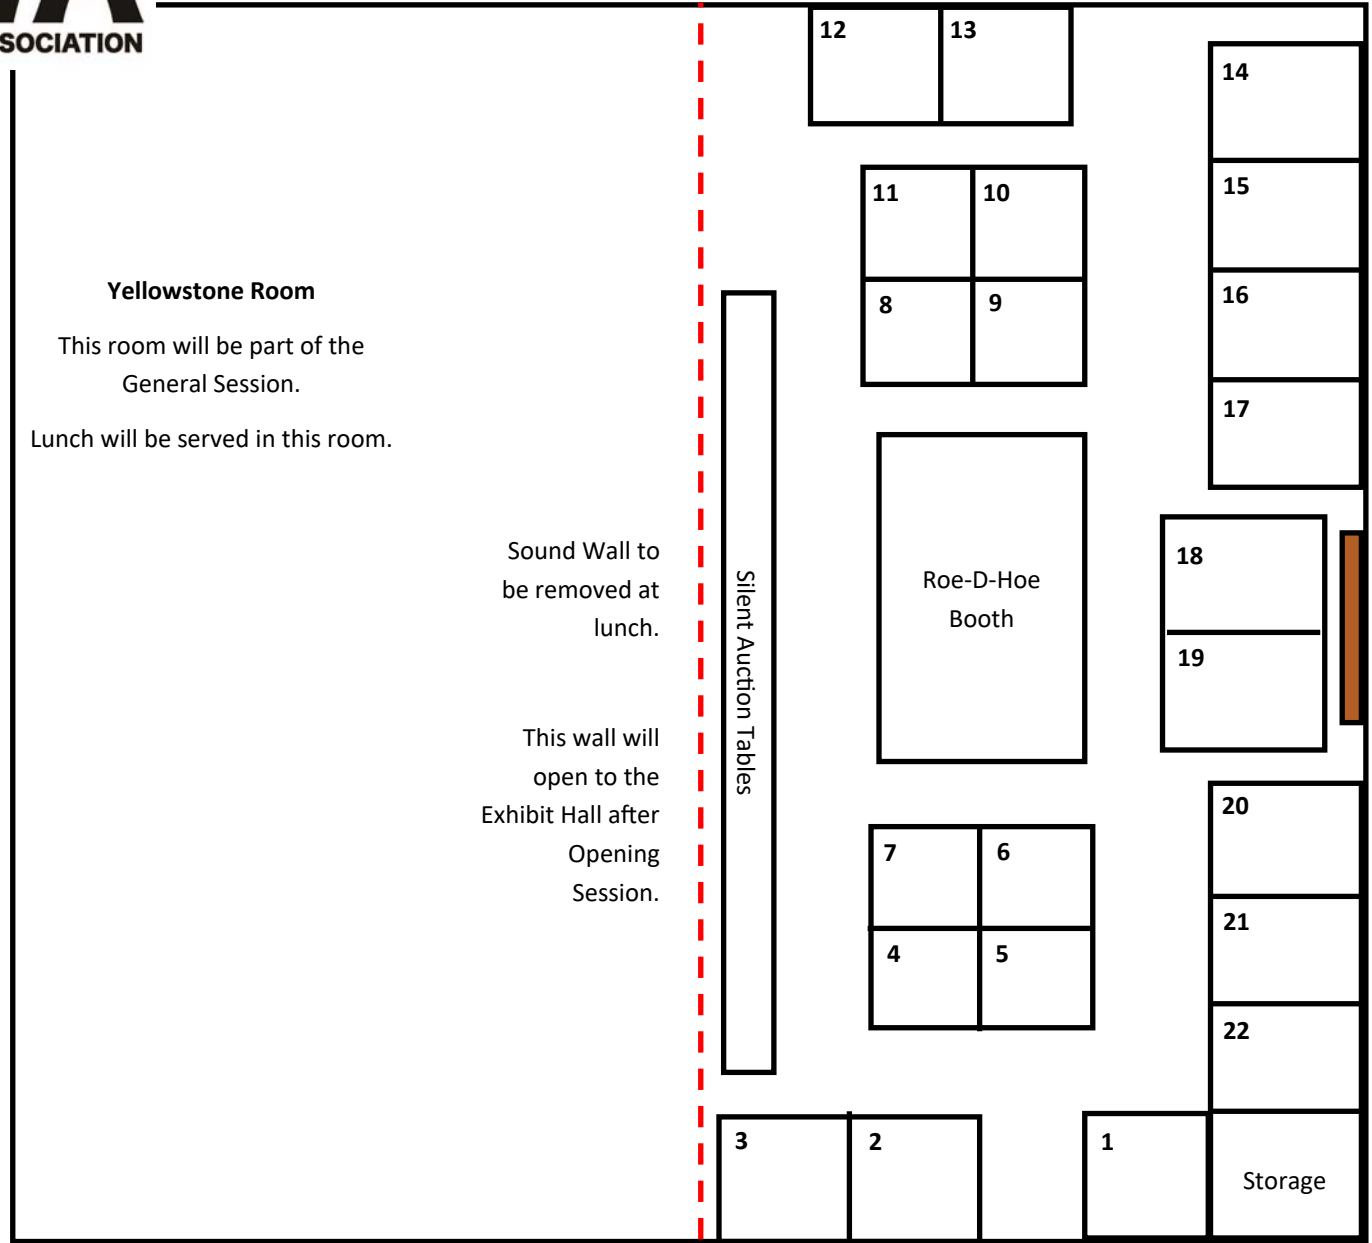 SOCIATION
Yellowstone Room
This room will be part of the
General Session.
Lunch will be served in this room.
Sound Wall to
be removed at
lunch.
This wall will
open to the
Exhibit Hall after
Opening
Session.
Silent Auction Tables
12
13
11
10
8
9
Roe-D-Hoe
Booth
7
6
4
5
3
2
1
14
15
16
17
18
19
20
21
22
Storage